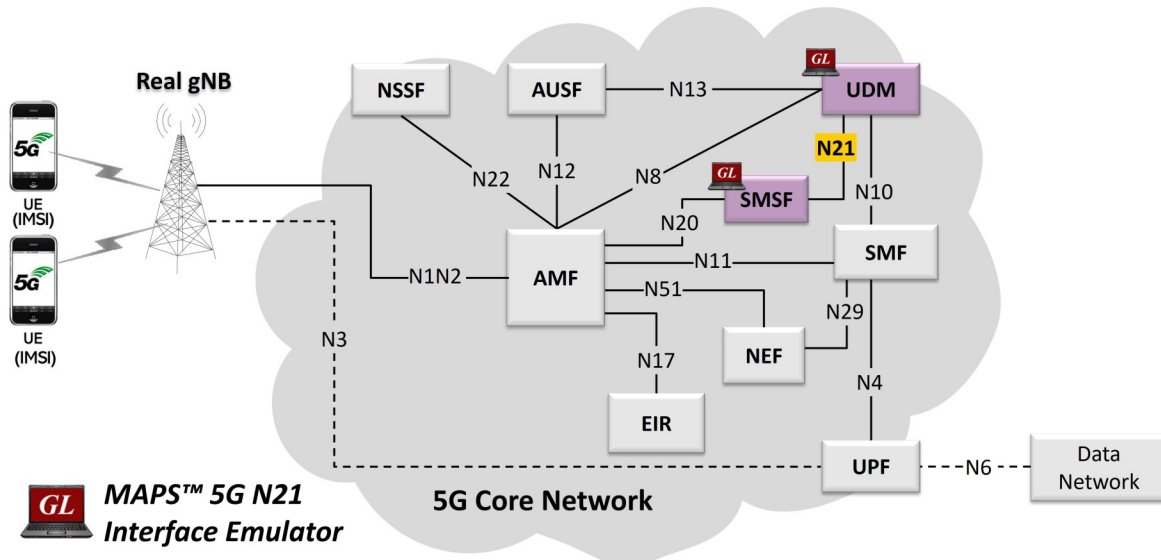 Real gNB
5G
UE
(IMSI)
5G
UE
(IMSI)
NSSF
AUSF
N13
GL
UDM
N22
N12
N8
N21
GL
SMSF
N10
N20
N1N2
AMF
N11
SMF
N51
N29
N3
N17
NEF
N4
EIR
UPF
N6
Data
Network
GL
MAPS™ 5G N21
Interface Emulator
5G Core Network